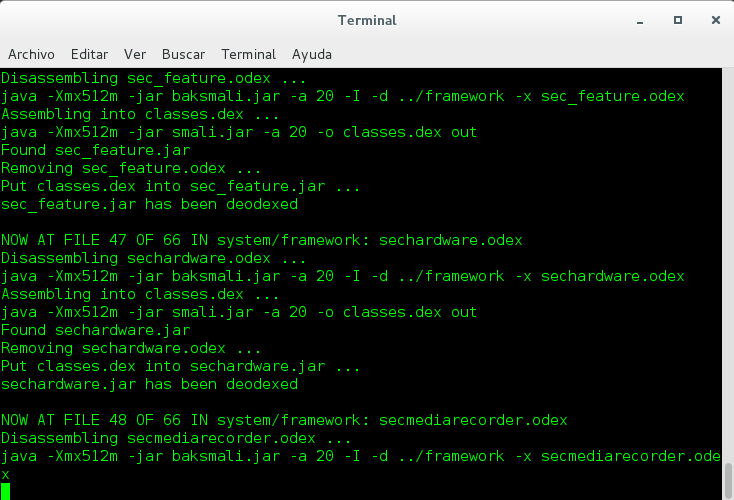 Terminal
Archivo Editar Ver Buscar Terminal Ayuda
Disassembling sec_feature.odex ...
java -Xmx512m -jar baksmali.jar -a 20 -I -d ../framework -x sec_feature.odex
Assembling into classes.dex ...
java -Xmx512m -jar smali.jar -a 20 -o classes.dex out
Found sec_feature.jar
Removing sec_feature.odex ...
Put classes.dex into sec_feature.jar ...
sec_feature.jar has been deodexed
NOW AT FILE 47 OF 66 IN system/framework: sechardware.odex
Disassembling sechardware.odex ...
java -Xmx512m -jar baksmali.jar -a 20 -I -d ../framework -x sechardware.odex
Assembling into classes.dex ...
java -Xmx512m -jar smali.jar -a 20 -o classes.dex out
Found sechardware.jar
Removing sechardware.odex ...
Put classes.dex into sechardware.jar ...
sechardware.jar has been deodexed
NOW AT FILE 48 OF 66 IN system/framework: secmediarecorder.odex
Disassembling secmediarecorder.odex ...
java -Xmx512m -jar baksmali.jar -a 20 -I -d ../framework -x secmediarecorder.ode
x